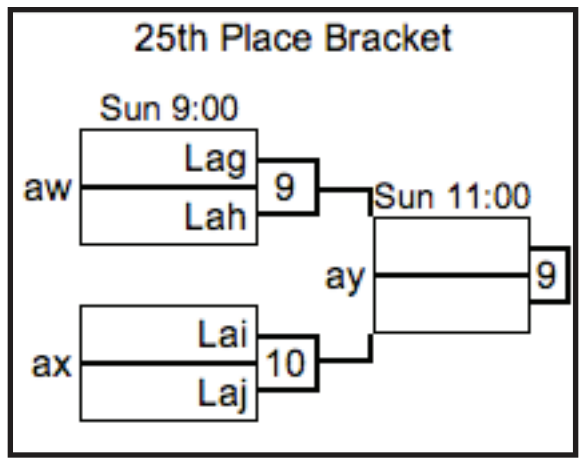 25th Place Bracket
Sun 9:00
Lag
aw
9
Lah
Sun 11:00
ay
9
Lai
ax
10
Laj